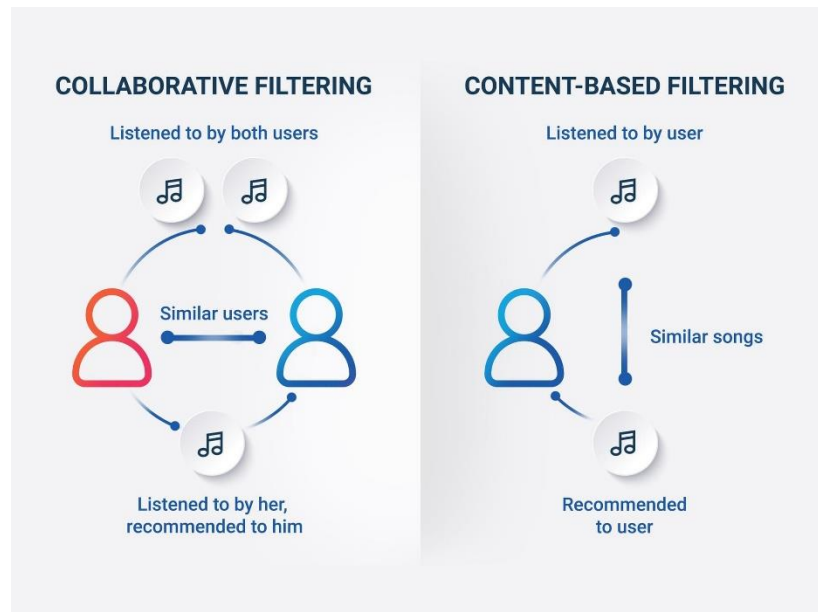 COLLABORATIVE FILTERING
Listened to by both users
Similar users
Listened to by her,
recommended to him
CONTENT-BASED FILTERING
Listened to by user
Similar songs
Recommended
to user